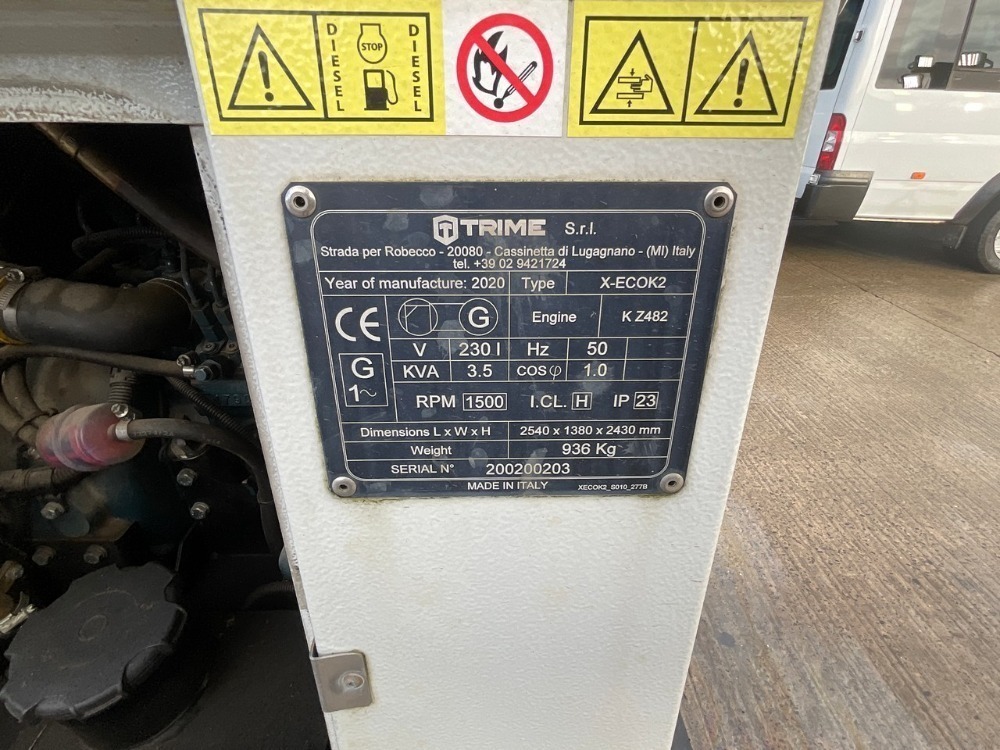 DIESEL STOP DIESEL
TRIME S.r.l.
Strada per Robecco - 20080 - Cassinetta di Lugagnano - (MI) Italy
tel. +39 02 9421724
Year of manufacture: 2020 Type X-ECOK2
CE G Engine K Z482
V 230 I Hz 50
G 1~ KVA 3.5 COS φ 1.0
RPM 1500 I.CL. H IP 23
Dimensions L x W x H 2540 x 1380 x 2430 mm
Weight 936 Kg
SERIAL N° 200200203
MADE IN ITALY XECOK2_S010_277B